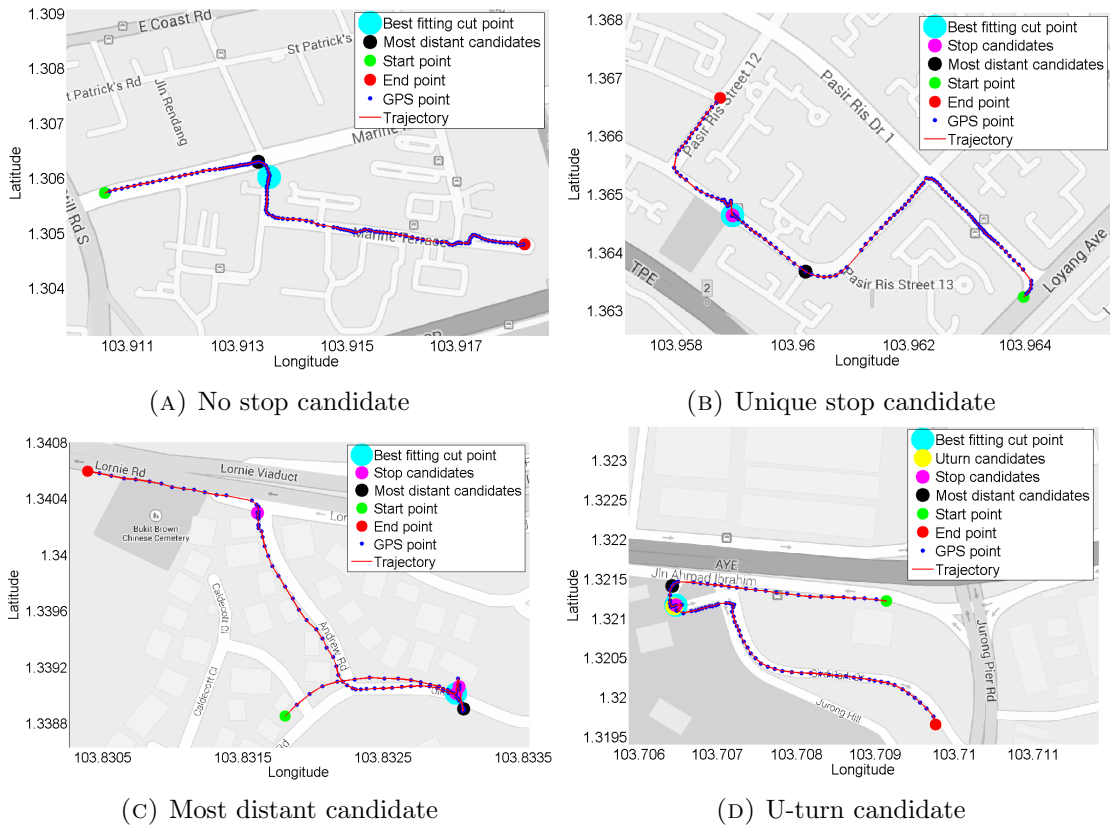 1.309
1.308
1.307
1.306
1.305
1.304
Latitude
103.911
103.913
103.915
103.917
Longitude
E Coast Rd
St Patrick's
t Patrick's Rd
Jln Rendang
Marine
Marine Terrace
Rd S
Best fitting cut point
Most distant candidates
Start point
End point
GPS point
Trajectory
(A) No stop candidate
1.368
1.367
1.366
1.365
1.364
1.363
Latitude
103.958
103.96
103.962
103.964
Longitude
Pasir Ris Street 12
Pasir Ris Dr 1
Pasir Ris Street 13
Loyang Ave
TPE
2
Best fitting cut point
Stop candidates
Most distant candidates
Start point
End point
GPS point
Trajectory
(B) Unique stop candidate
1.3408
1.3404
1.34
1.3396
1.3392
1.3388
Latitude
103.8305
103.8315
103.8325
103.8335
Longitude
Lornie Rd
Lornie Viaduct
Bukit Brown
Chinese Cemetery
Caldecott Cl
Caldecott Cl
Andrew Rd
Rd
Best fitting cut point
Stop candidates
Most distant candidates
Start point
End point
GPS point
Trajectory
(C) Most distant candidate
1.323
1.3225
1.322
1.3215
1.321
1.3205
1.32
1.3195
Latitude
103.706
103.707
103.709
103.71
103.711
Longitude
AYE
Jln Ahmad Ibrahim
Jurong Pier Rd
Jurong Hill
Best fitting cut point
Uturn candidates
Stop candidates
Most distant candidates
Start point
End point
GPS point
Trajectory
(D) U-turn candidate